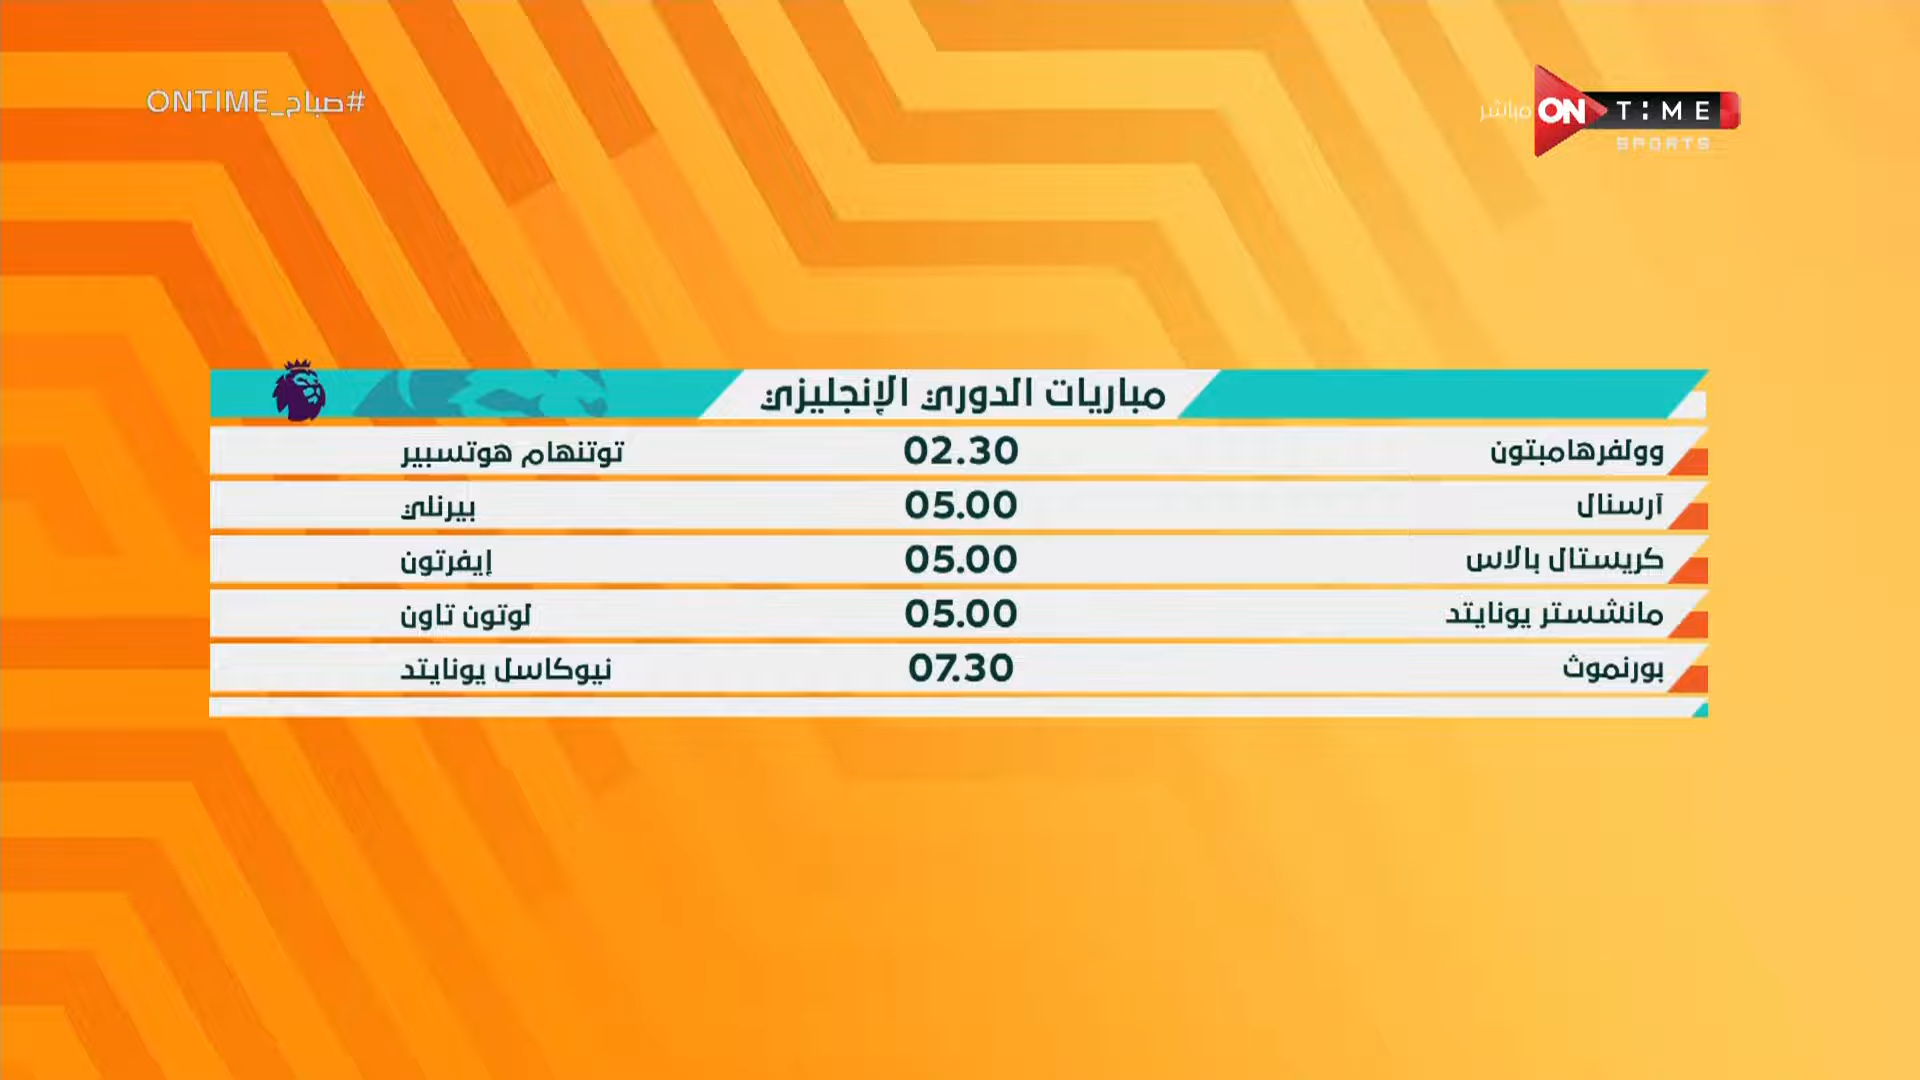 #صباح_ONTIME
مباشر ON TIME
SPORTS
مباريات الدوري الإنجليزي
وولفرهامبتون 02.30 توتنهام هوتسبير
آرسنال 05.00 بيرنلي
كريستال بالاس 05.00 إيفرتون
مانشستر يونايتد 05.00 لوتون تاون
بورنموث 07.30 نيوكاسل يونايتد